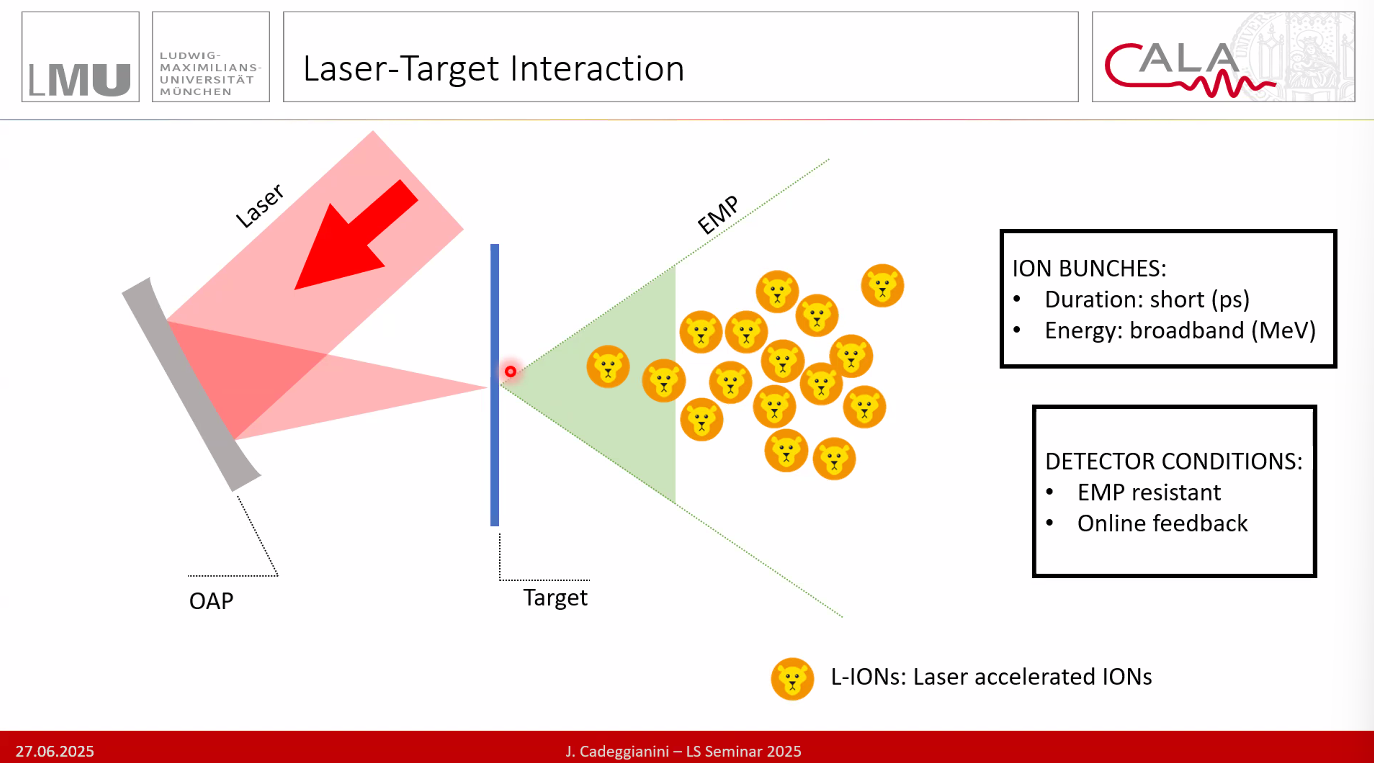 LMU
LUDWIG-
MAXIMILIANS-
UNIVERSITÄT
MÜNCHEN
Laser-Target Interaction
CALA
Laser
EMP
ION BUNCHES:
• Duration: short (ps)
• Energy: broadband (MeV)
DETECTOR CONDITIONS:
• EMP resistant
• Online feedback
OAP
Target
L-IONs: Laser accelerated IONs
27.06.2025
J. Cadeggianini – LS Seminar 2025